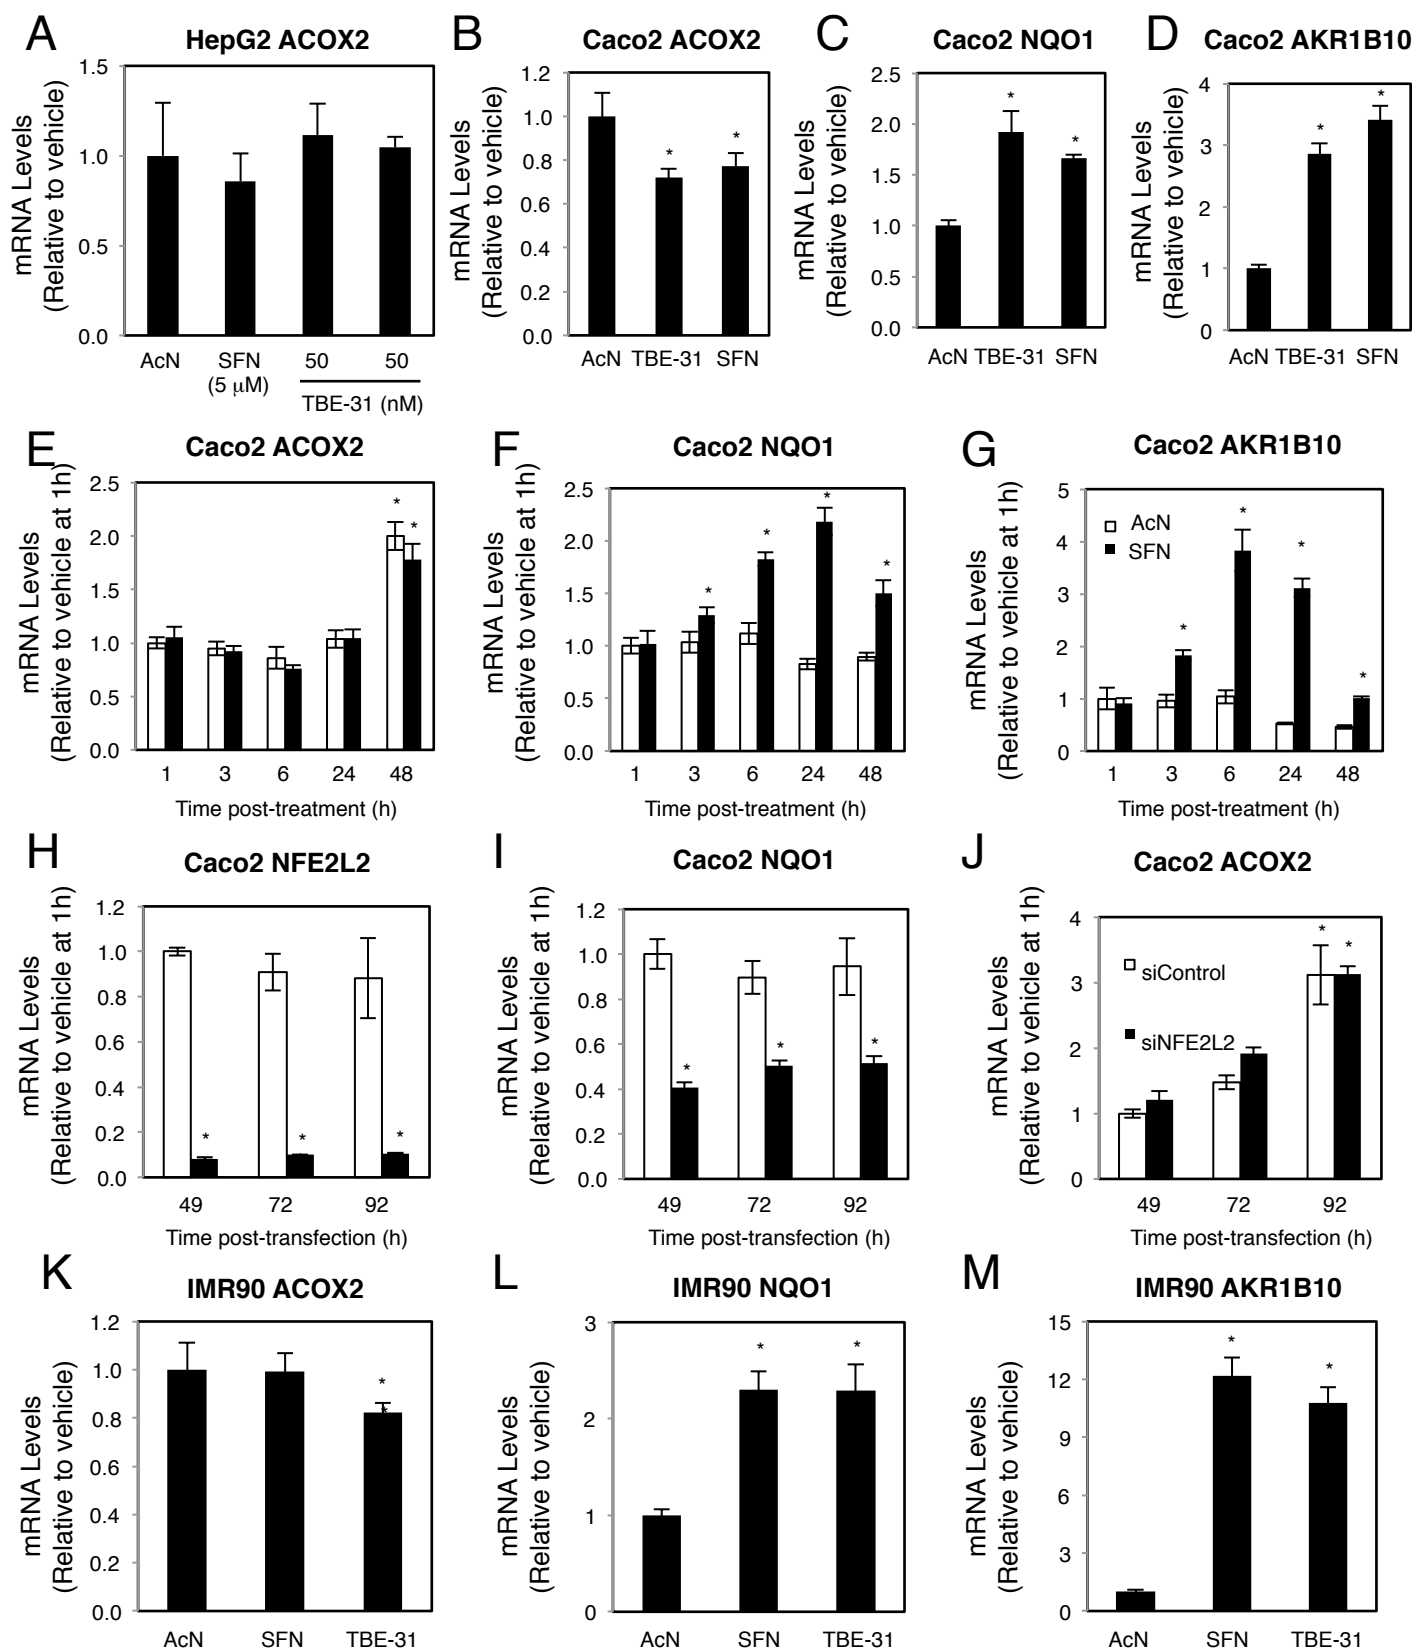 A
HepG2 ACOX2
mRNA Levels
(Relative to vehicle)
1.5
1.0
0.5
0.0
AcN
SFN
(5 μM)
50
50
TBE-31 (nM)
B
Caco2 ACOX2
mRNA Levels
(Relative to vehicle)
1.2
1.0
0.8
0.6
0.4
0.2
0.0
*
*
AcN TBE-31 SFN
C
Caco2 NQO1
mRNA Levels
(Relative to vehicle)
2.5
2.0
1.5
1.0
0.5
0.0
*
*
AcN TBE-31 SFN
D
Caco2 AKR1B10
mRNA Levels
(Relative to vehicle)
4
3
2
1
0
*
*
AcN TBE-31 SFN
E
Caco2 ACOX2
mRNA Levels
(Relative to vehicle at 1h)
2.5
2.0
1.5
1.0
0.5
0.0
*
*
1 3 6 24 48
Time post-treatment (h)
F
Caco2 NQO1
mRNA Levels
(Relative to vehicle at 1h)
2.5
2.0
1.5
1.0
0.5
0.0
*
*
*
*
1 3 6 24 48
Time post-treatment (h)
G
Caco2 AKR1B10
mRNA Levels
(Relative to vehicle at 1h)
5
4
3
2
1
0
AcN
SFN
*
*
*
*
1 3 6 24 48
Time post-treatment (h)
H
Caco2 NFE2L2
mRNA Levels
(Relative to vehicle at 1h)
1.2
1.0
0.8
0.6
0.4
0.2
0.0
*
*
*
49 72 92
Time post-transfection (h)
I
Caco2 NQO1
mRNA Levels
(Relative to vehicle at 1h)
1.2
1.0
0.8
0.6
0.4
0.2
0.0
*
*
*
49 72 92
Time post-transfection (h)
J
Caco2 ACOX2
mRNA Levels
(Relative to vehicle at 1h)
4
3
2
1
0
siControl
siNFE2L2
*
*
49 72 92
Time post-transfection (h)
K
IMR90 ACOX2
mRNA Levels
(Relative to vehicle)
1.2
1.0
0.8
0.6
0.4
0.2
0.0
*
*
AcN SFN TBE-31
L
IMR90 NQO1
mRNA Levels
(Relative to vehicle)
3
2
1
0
*
*
AcN SFN TBE-31
M
IMR90 AKR1B10
mRNA Levels
(Relative to vehicle)
15
12
9
6
3
0
*
*
AcN SFN TBE-31